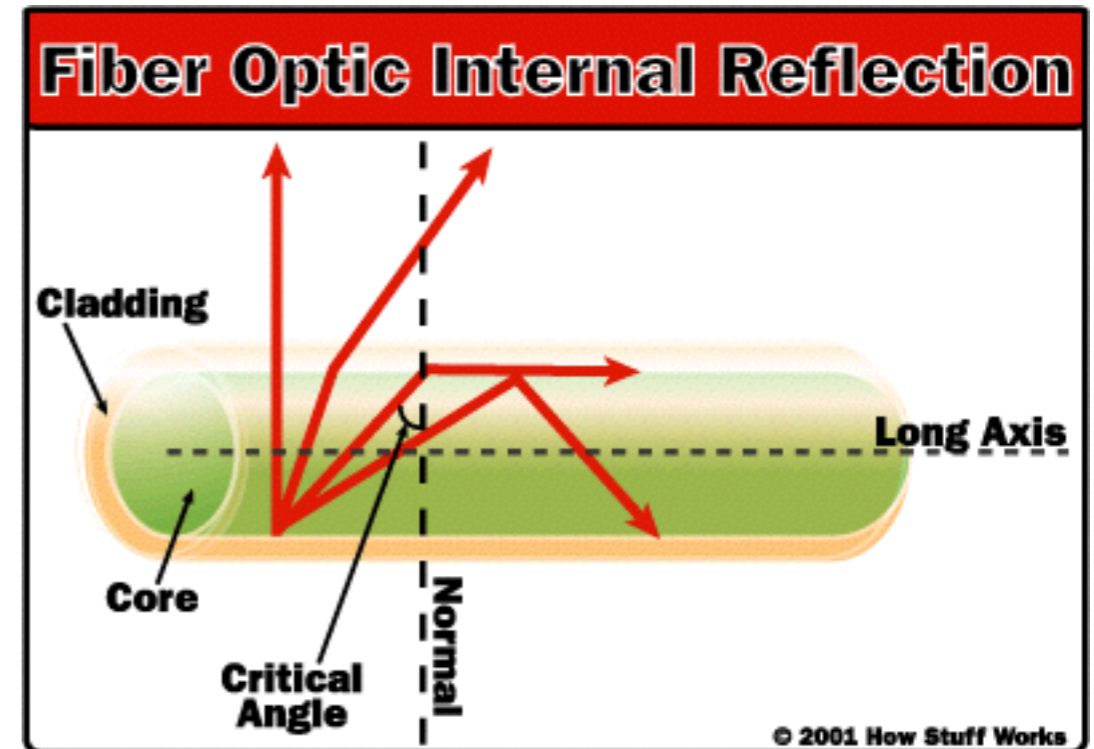 Fiber Optic Internal Reflection
Cladding
Long Axis
Core
Normal
Critical
Angle
© 2001 How Stuff Works